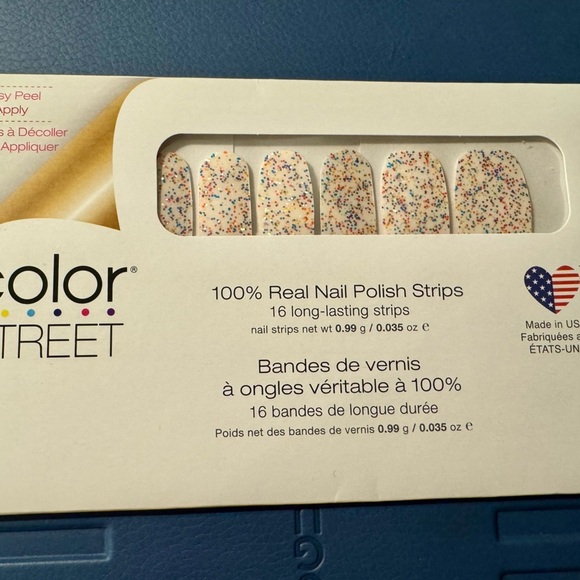 sy Peel
Apply
s à Décoller
Appliquer
color®
TREET
100% Real Nail Polish Strips
16 long-lasting strips
nail strips net wt 0.99 g / 0.035 oz ℮
Bandes de vernis
à ongles véritable à 100%
16 bandes de longue durée
Poids net des bandes de vernis 0.99 g / 0.035 oz ℮
Made in US
Fabriquées a
ÉTATS-UN